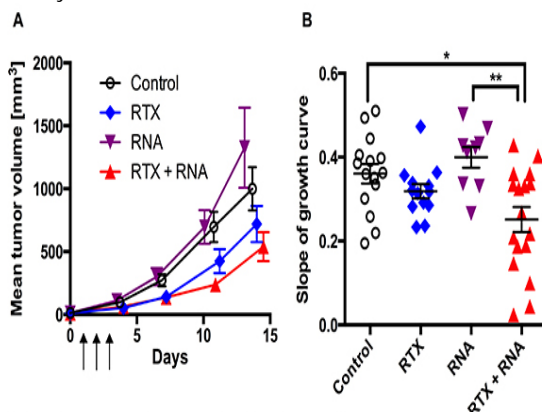 A
Mean tumor volume [mm³]
2000
1500
1000
500
0
Control
RTX
RNA
RTX + RNA
0
5
10
15
Days
B
Slope of growth curve
0.6
0.4
0.2
0.0
*
**
Control
RTX
RNA
RTX + RNA